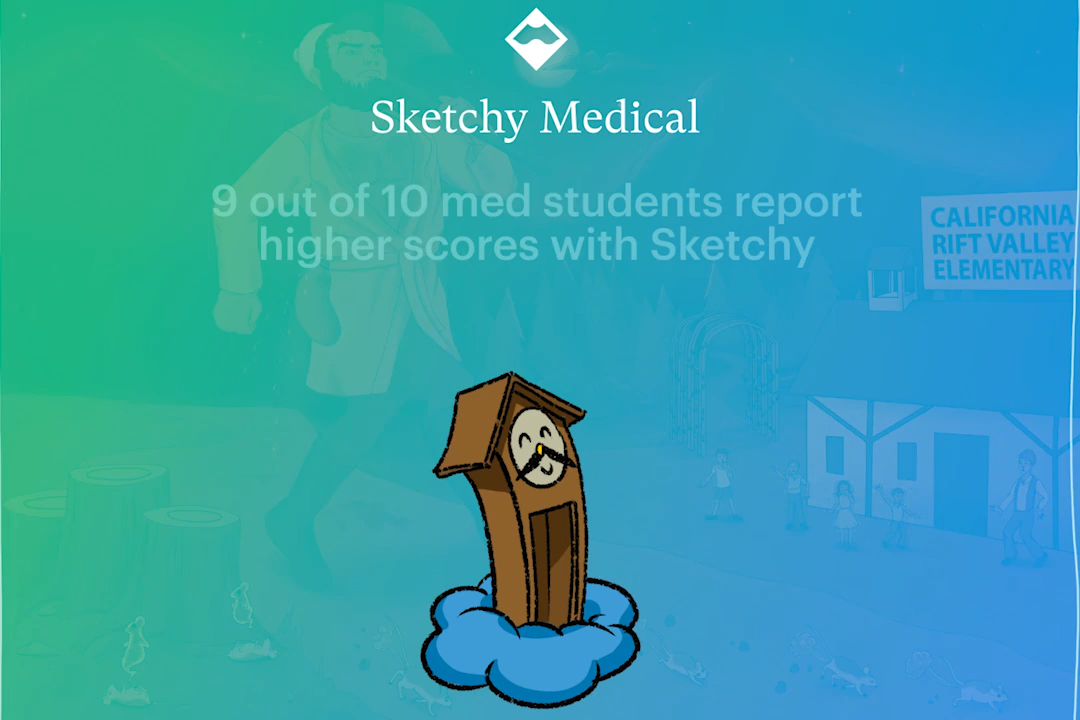 Sketchy Medical
9 out of 10 med students report
higher scores with Sketchy
CALIFORNIA
RIFT VALLEY
ELEMENTARY